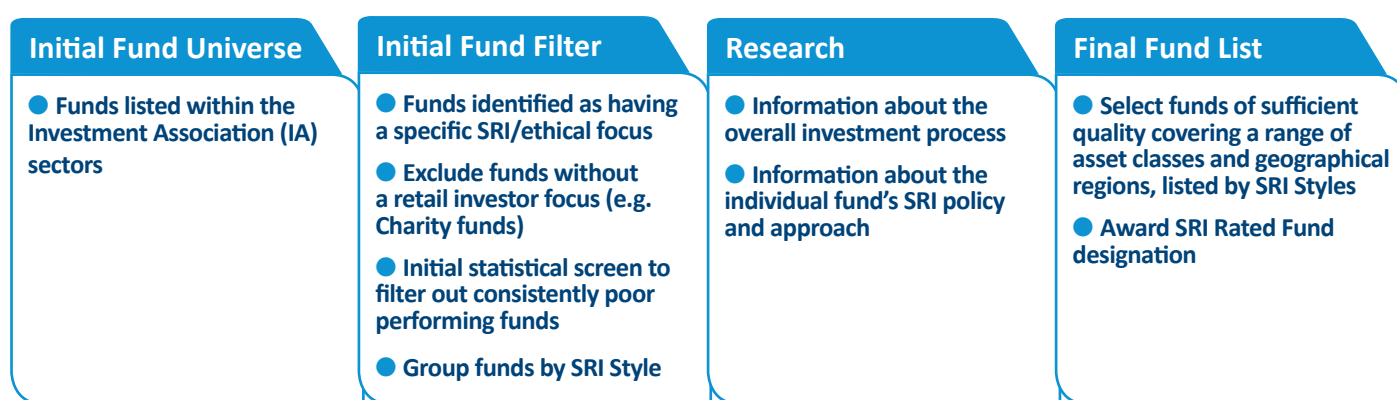 Initial Fund Universe
● Funds listed within the
Investment Association (IA)
sectors
Initial Fund Filter
● Funds identified as having
a specific SRI/ethical focus
● Exclude funds without
a retail investor focus (e.g.
Charity funds)
● Initial statistical screen to
filter out consistently poor
performing funds
● Group funds by SRI Style
Research
● Information about the
overall investment process
● Information about the
individual fund’s SRI policy
and approach
Final Fund List
● Select funds of sufficient
quality covering a range of
asset classes and geographical
regions, listed by SRI Styles
● Award SRI Rated Fund
designation